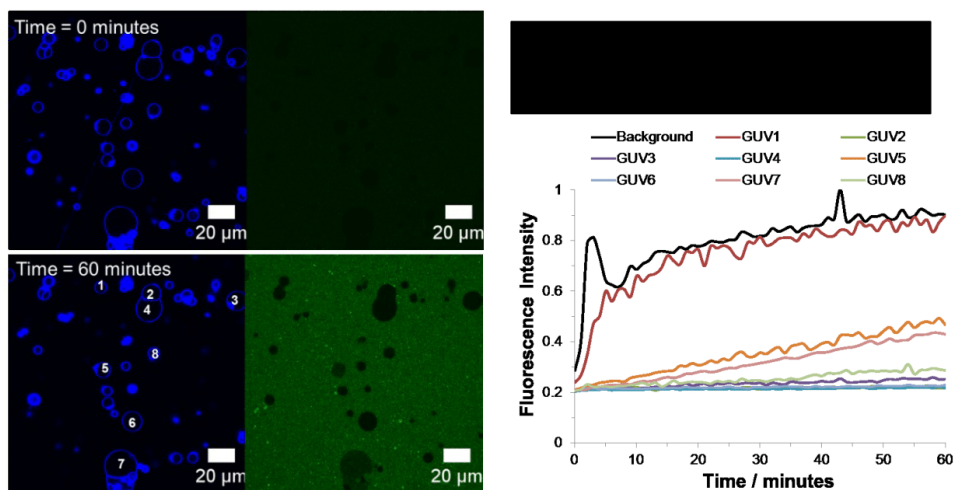 Time = 0 minutes
20 µm
20 µm
Time = 60 minutes
1
2
3
4
8
5
6
7
20 µm
20 µm
Background
GUV1
GUV2
GUV3
GUV4
GUV5
GUV6
GUV7
GUV8
Fluorescence Intensity
1
0.8
0.6
0.4
0.2
0
0
10
20
30
40
50
60
Time / minutes